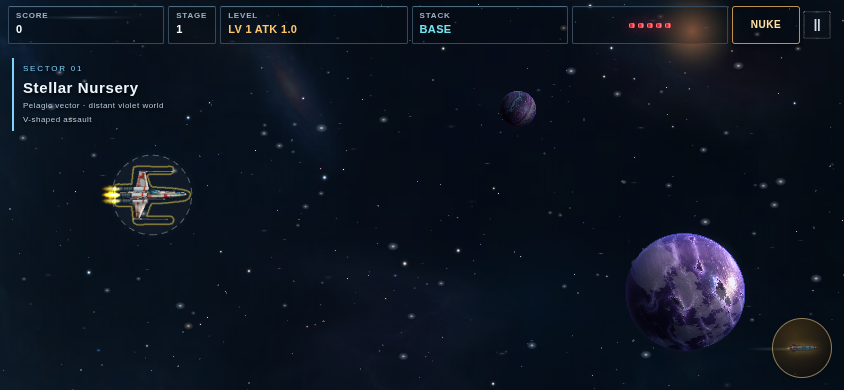 SCORE
0
STAGE
1
LEVEL
LV 1 ATK 1.0
STACK
BASE
NUKE
SECTOR 01
Stellar Nursery
Pelagic vector · distant violet world
V-shaped assault